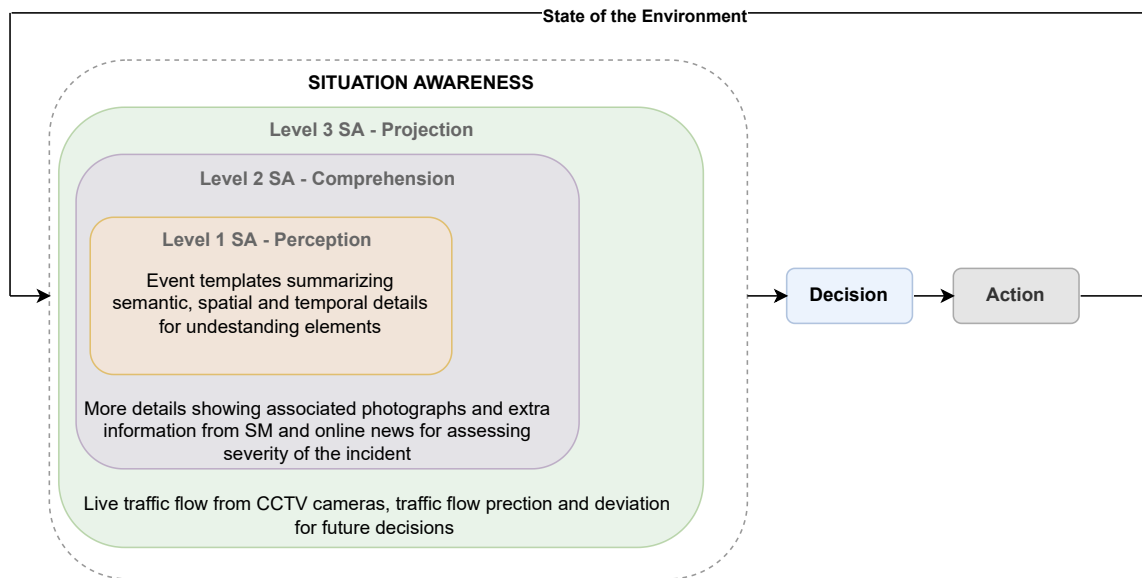 State of the Environment
SITUATION AWARENESS
Level 3 SA - Projection
Level 2 SA - Comprehension
Level 1 SA - Perception
Event templates summarizing
semantic, spatial and temporal details
for undestanding elements
More details showing associated photographs and extra
information from SM and online news for assessing
severity of the incident
Live traffic flow from CCTV cameras, traffic flow prection and deviation
for future decisions
Decision
Action